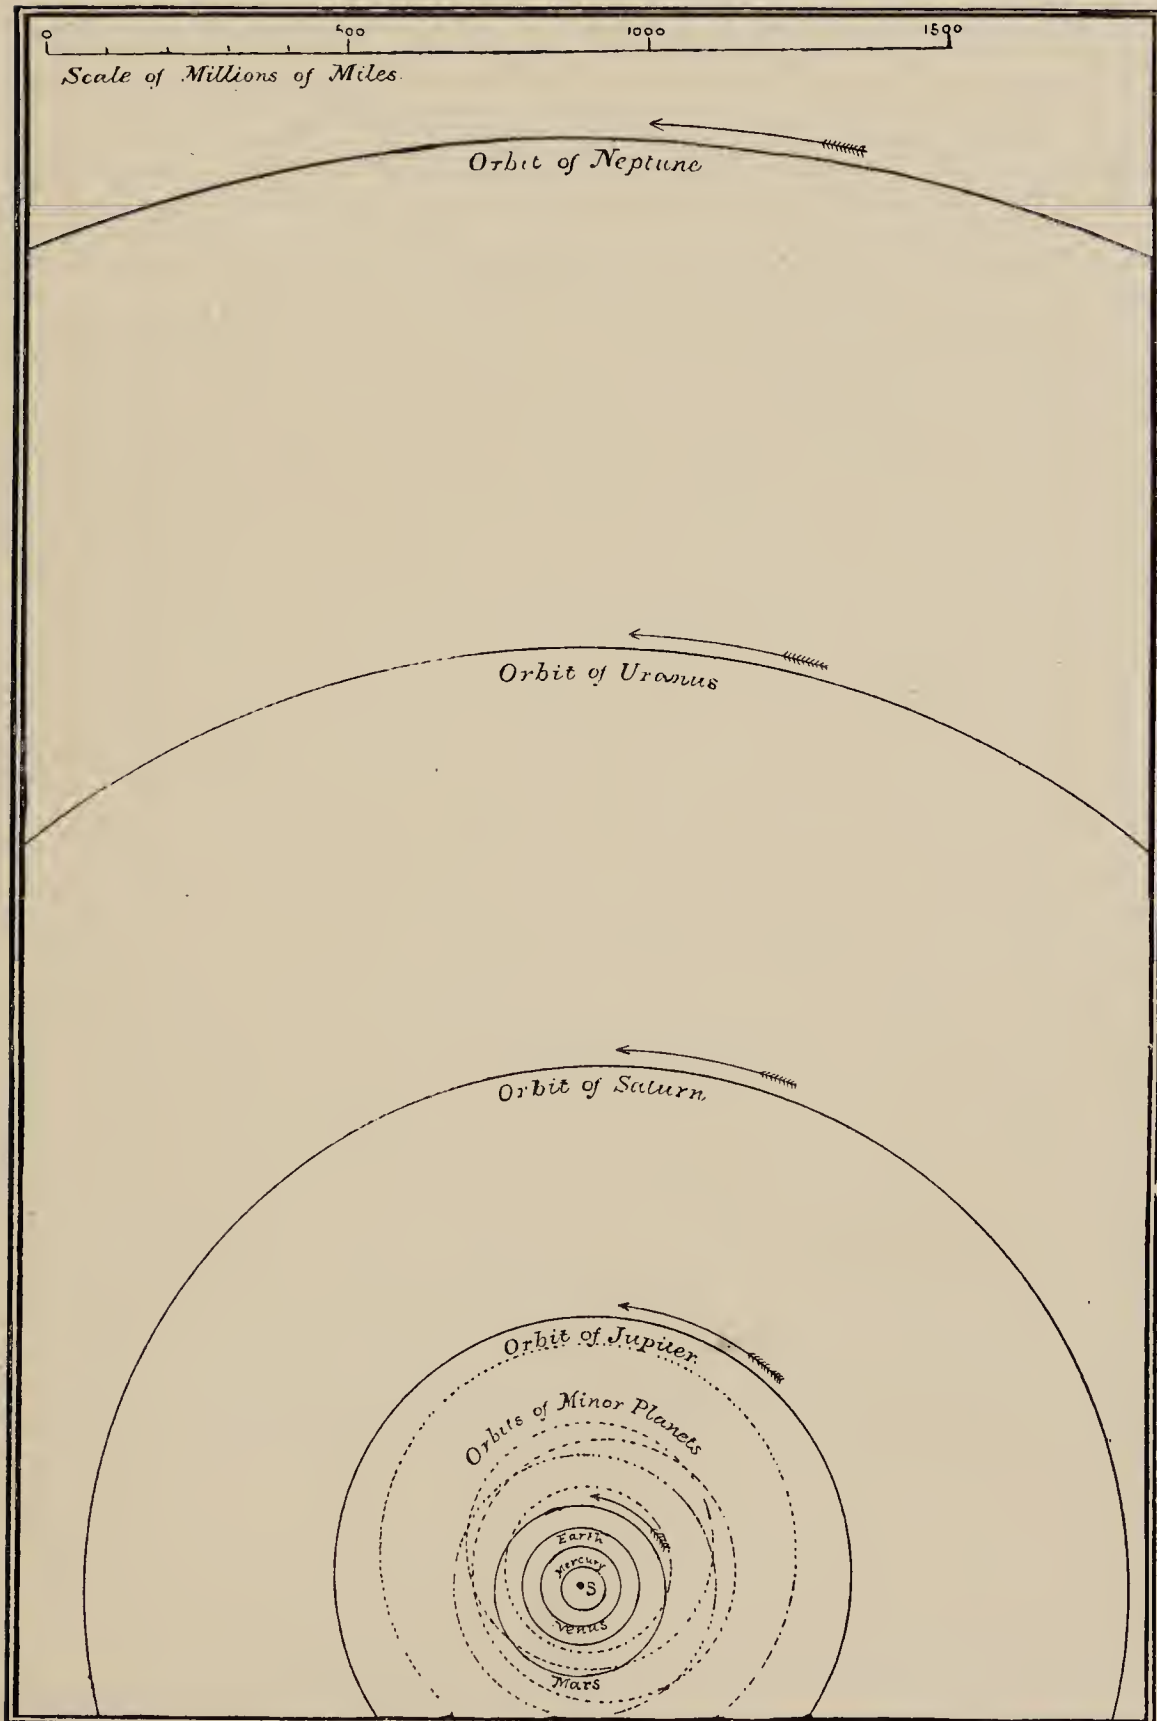 0 500 1000 1500
Scale of Millions of Miles.
Orbit of Neptune
Orbit of Uranus
Orbit of Saturn
Orbit of Jupiter
Orbits of Minor Planets
Earth
Mercury
S
Venus
Mars